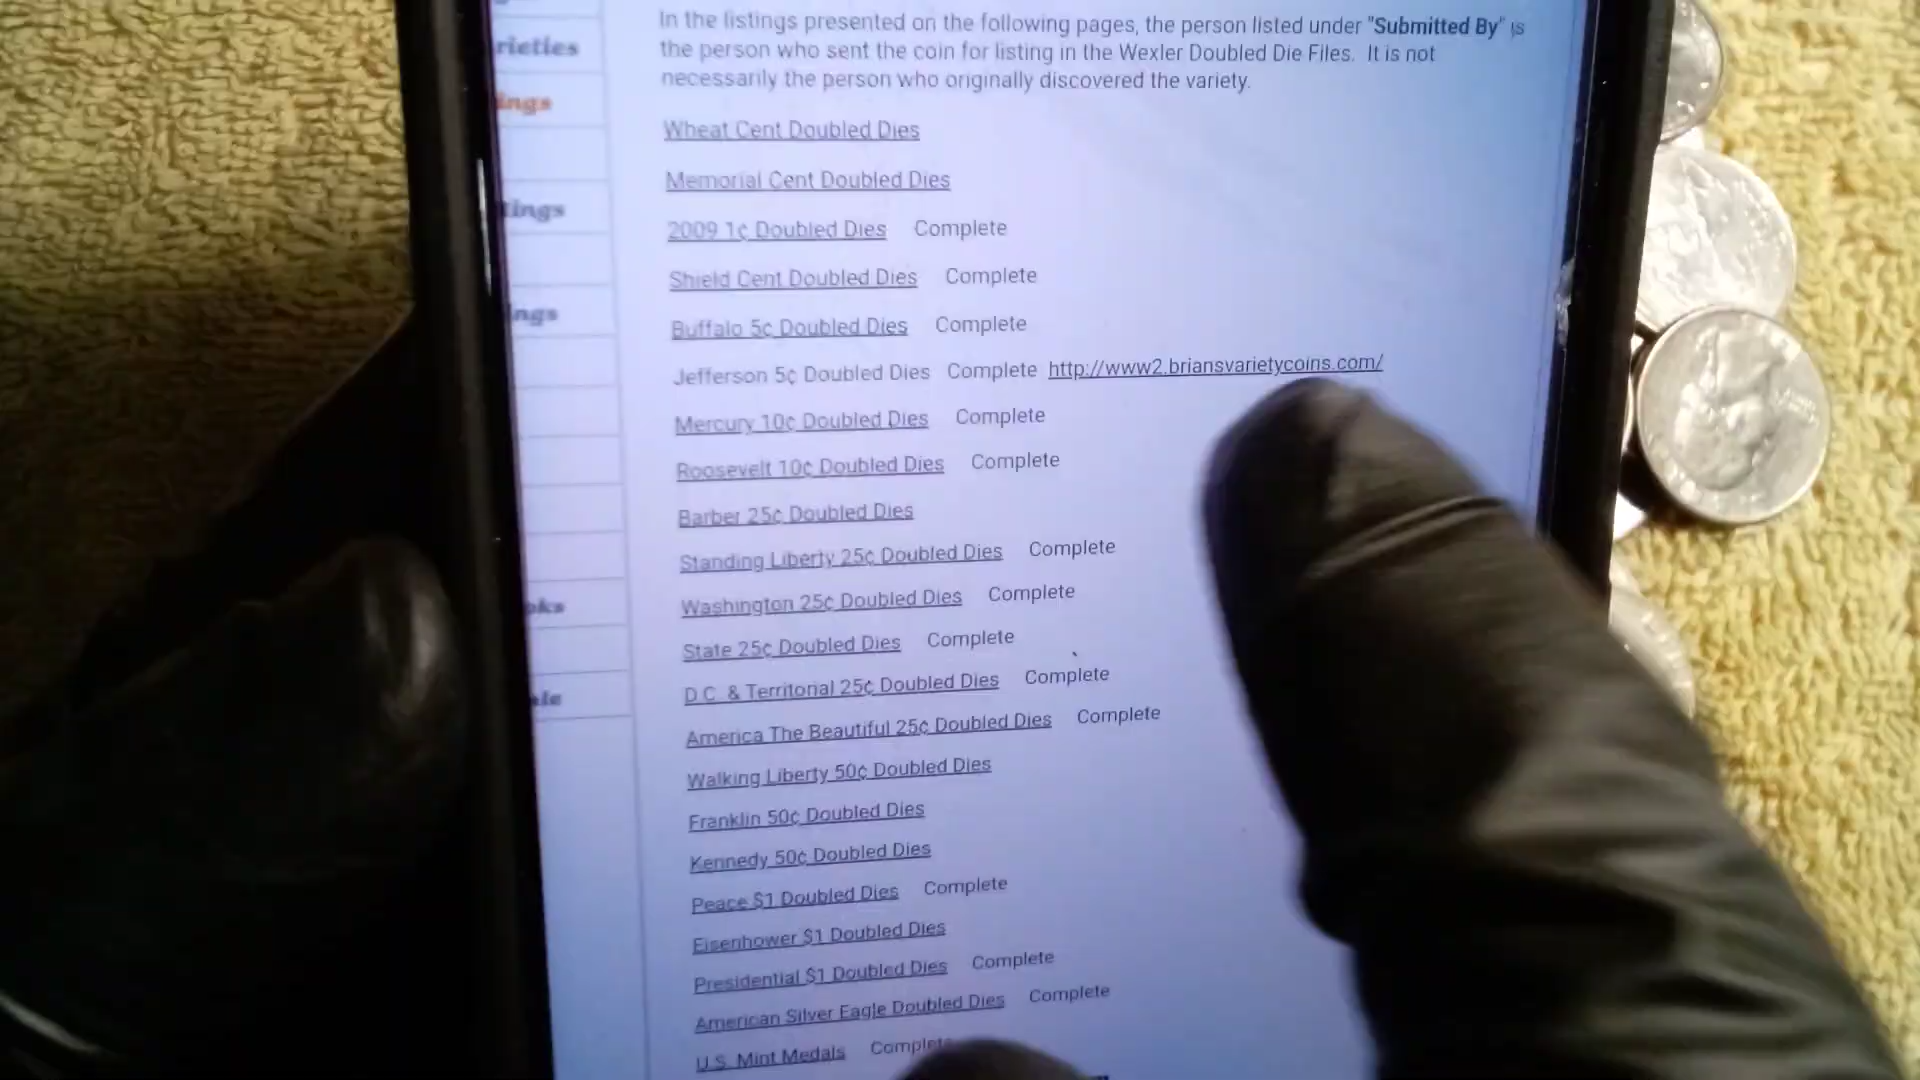 In the listings presented on the following pages, the person listed under "Submitted By" is
the person who sent the coin for listing in the Wexler Doubled Die Files. It is not
necessarily the person who originally discovered the variety.
rieties
ings
tings
ngs
oks
ale
Wheat Cent Doubled Dies
Memorial Cent Doubled Dies
2009 1¢ Doubled Dies Complete
Shield Cent Doubled Dies Complete
Buffalo 5¢ Doubled Dies Complete
Jefferson 5¢ Doubled Dies Complete http://www2.briansvarietycoins.com/
Mercury 10¢ Doubled Dies Complete
Roosevelt 10¢ Doubled Dies Complete
Barber 25¢ Doubled Dies
Standing Liberty 25¢ Doubled Dies Complete
Washington 25¢ Doubled Dies Complete
State 25¢ Doubled Dies Complete
D.C. & Territorial 25¢ Doubled Dies Complete
America The Beautiful 25¢ Doubled Dies Complete
Walking Liberty 50¢ Doubled Dies
Franklin 50¢ Doubled Dies
Kennedy 50¢ Doubled Dies
Peace $1 Doubled Dies Complete
Eisenhower $1 Doubled Dies
Presidential $1 Doubled Dies Complete
American Silver Eagle Doubled Dies Complete
U.S. Mint Medals Complete